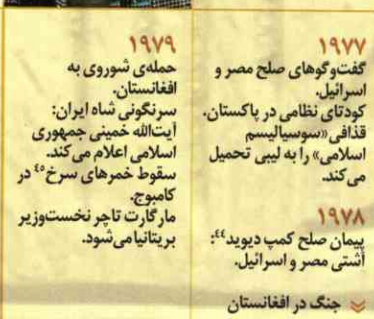 ۱۹۷۷
گفت‌وگوهای صلح مصر و
اسرائیل.
کودتای نظامی در پاکستان.
قذافی «سوسیالیسم
اسلامی» را به لیبی تحمیل
می‌کند.
۱۹۷۸
پیمان صلح کمپ دیوید۴۴:
آشتی مصر و اسرائیل.
جنگ در افغانستان
۱۹۷۹
حمله‌ی شوروی به
افغانستان.
سرنگونی شاه ایران:
آیت‌الله خمینی جمهوری
اسلامی اعلام می‌کند.
سقوط خمرهای سرخ۴۵ در
کامبوج.
مارگارت تاچر نخست‌وزیر
بریتانیا می‌شود.